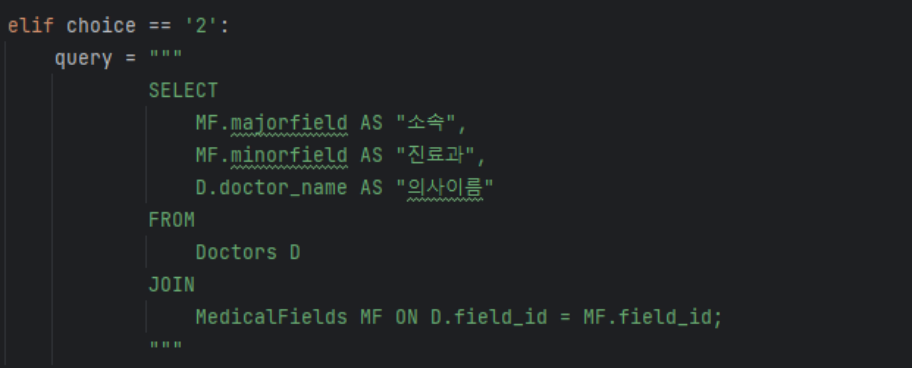 elif choice == '2':
    query = """
            SELECT
                MF.majorfield AS "소속",
                MF.minorfield AS "진료과",
                D.doctor_name AS "의사이름"
            FROM
                Doctors D
            JOIN
                MedicalFields MF ON D.field_id = MF.field_id;
            """